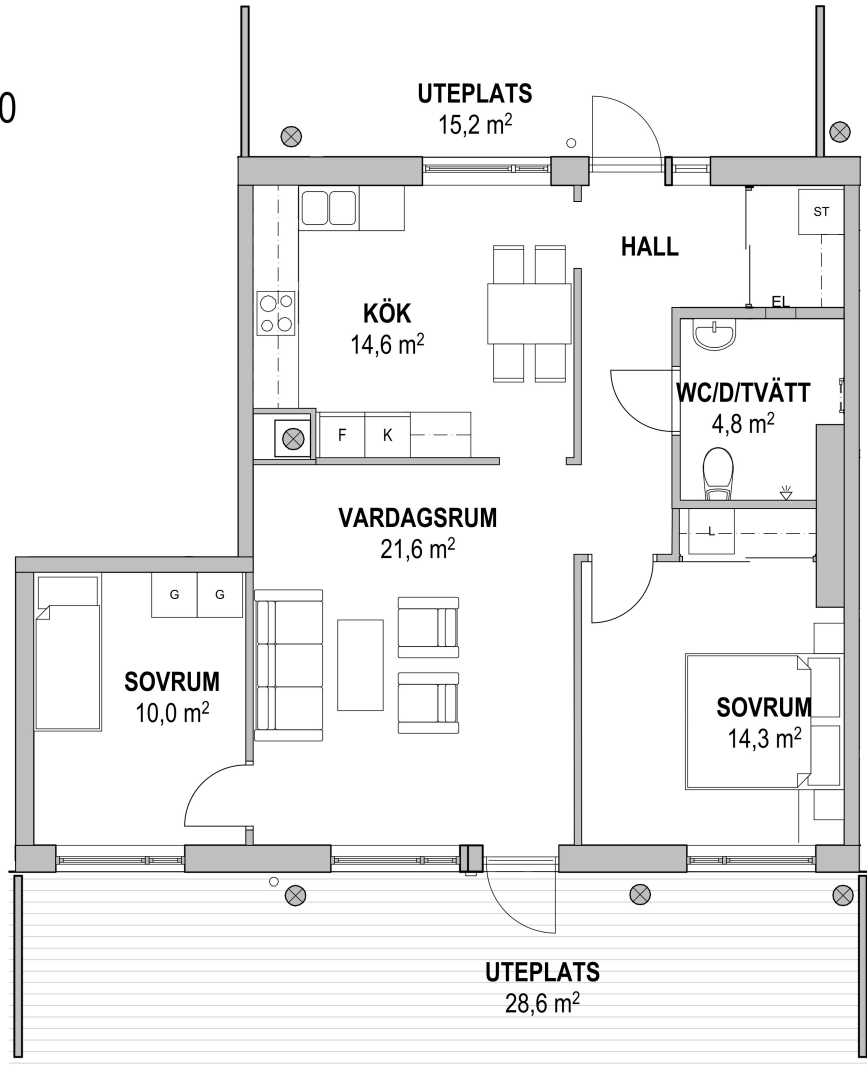 0
UTEPLATS
15,2 m²
ST
HALL
EL
KÖK
14,6 m²
WC/D/TVÄTT
4,8 m²
F
K
VARDAGSRUM
21,6 m²
L
G
G
SOVRUM
10,0 m²
SOVRUM
14,3 m²
UTEPLATS
28,6 m²